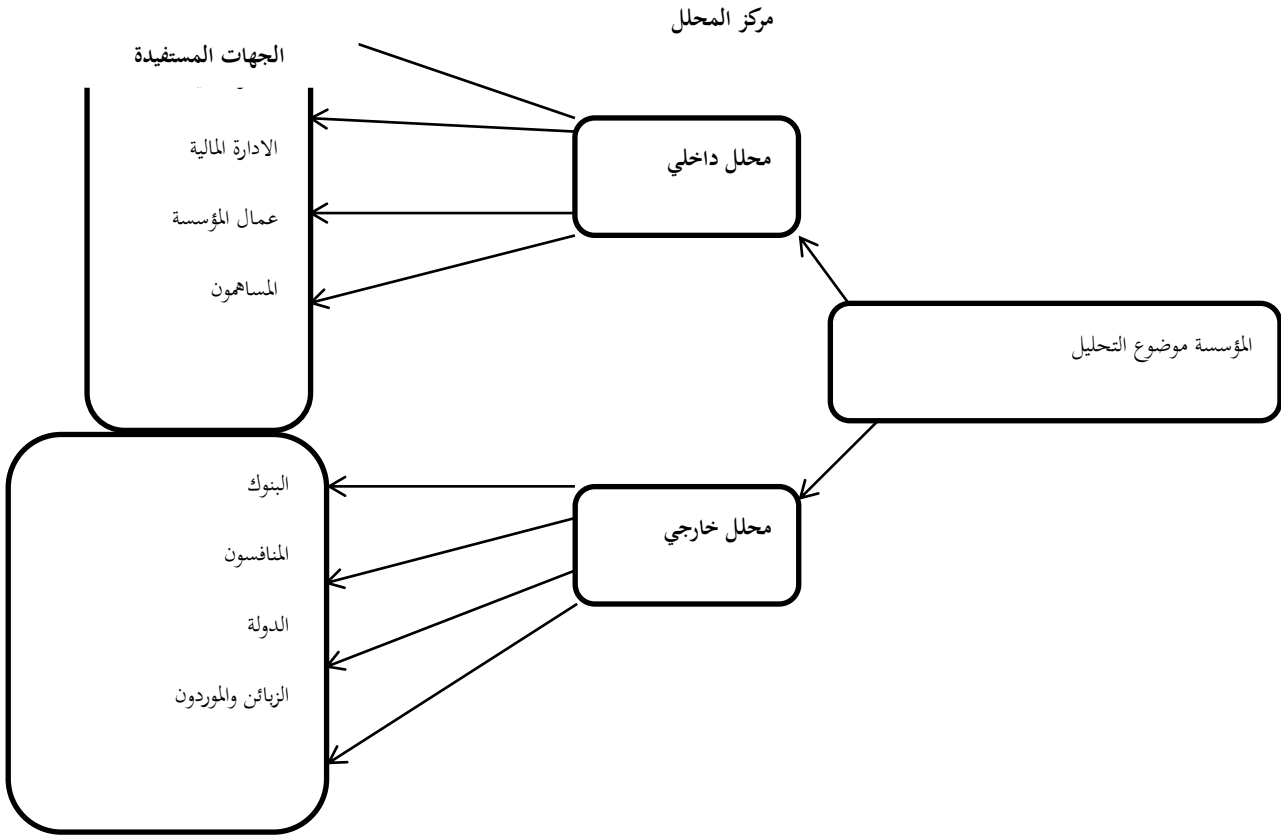 مركز المحلل
الجهات المستفيدة
محلل داخلي
الادارة المالية
عمال المؤسسة
المساهمون
المؤسسة موضوع التحليل
محلل خارجي
البنوك
المنافسون
الدولة
الزبائن والموردون